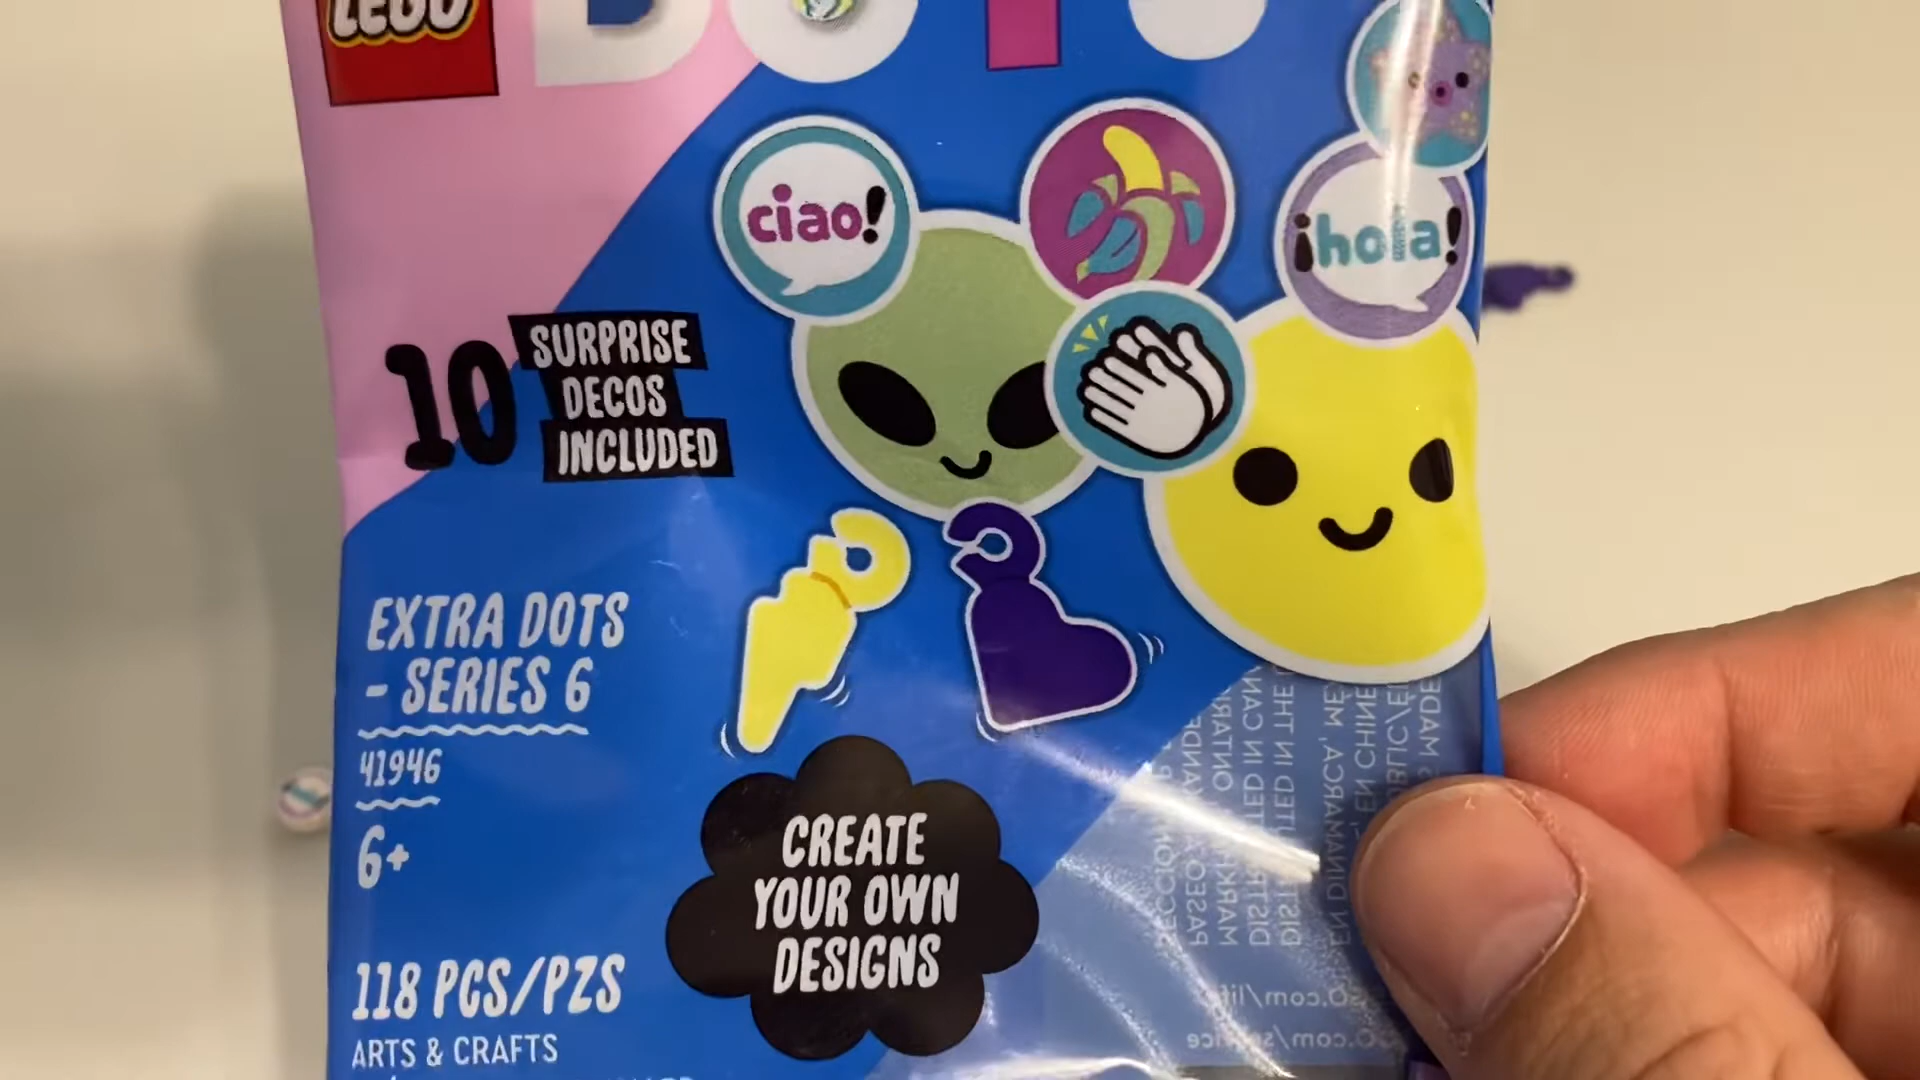 LEGO
DOTS
ciao!
¡hola!
10
SURPRISE
DECOS
INCLUDED
EXTRA DOTS
- SERIES 6
41946
6+
CREATE
YOUR OWN
DESIGNS
118 PCS/PZS
ARTS & CRAFTS